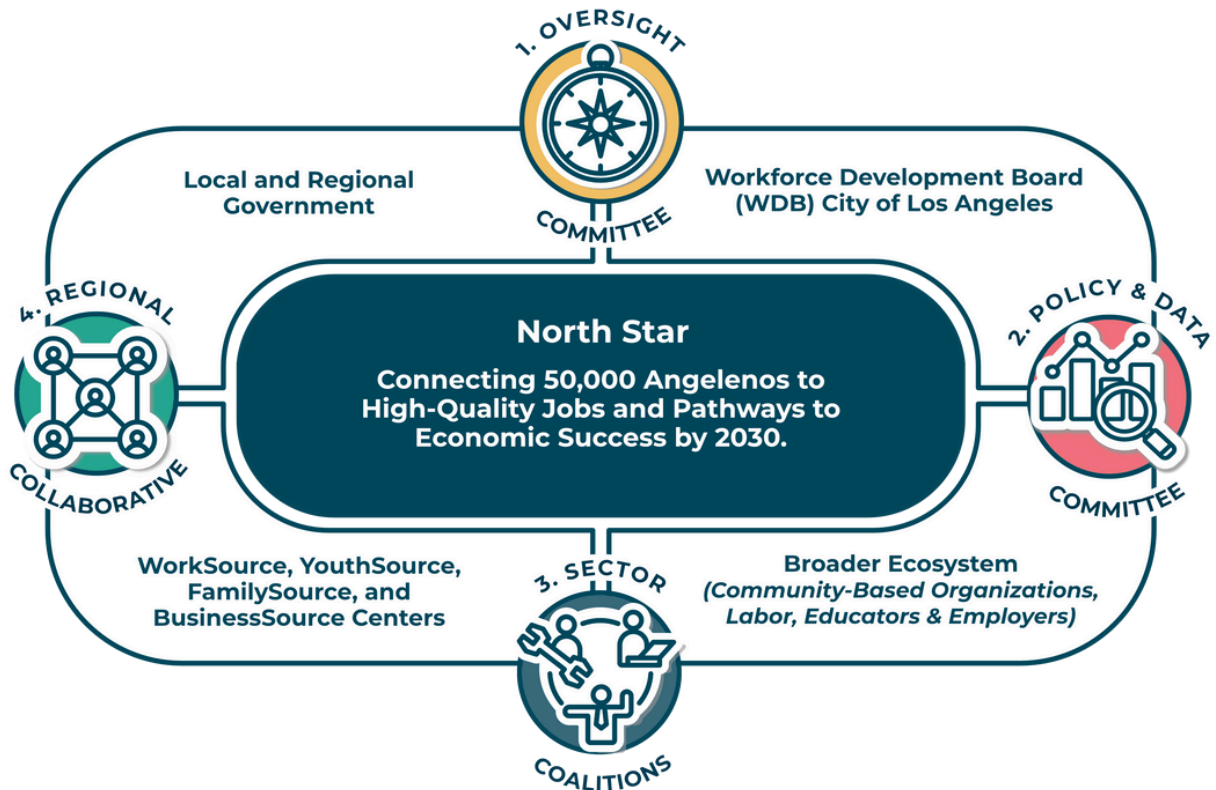 1. OVERSIGHT
COMMITTEE
Local and Regional
Government
Workforce Development Board
(WDB) City of Los Angeles
4. REGIONAL
COLLABORATIVE
North Star
Connecting 50,000 Angelenos to
High-Quality Jobs and Pathways to
Economic Success by 2030.
2. POLICY & DATA
COMMITTEE
WorkSource, YouthSource,
FamilySource, and
BusinessSource Centers
3. SECTOR
COALITIONS
Broader Ecosystem
(Community-Based Organizations,
Labor, Educators & Employers)